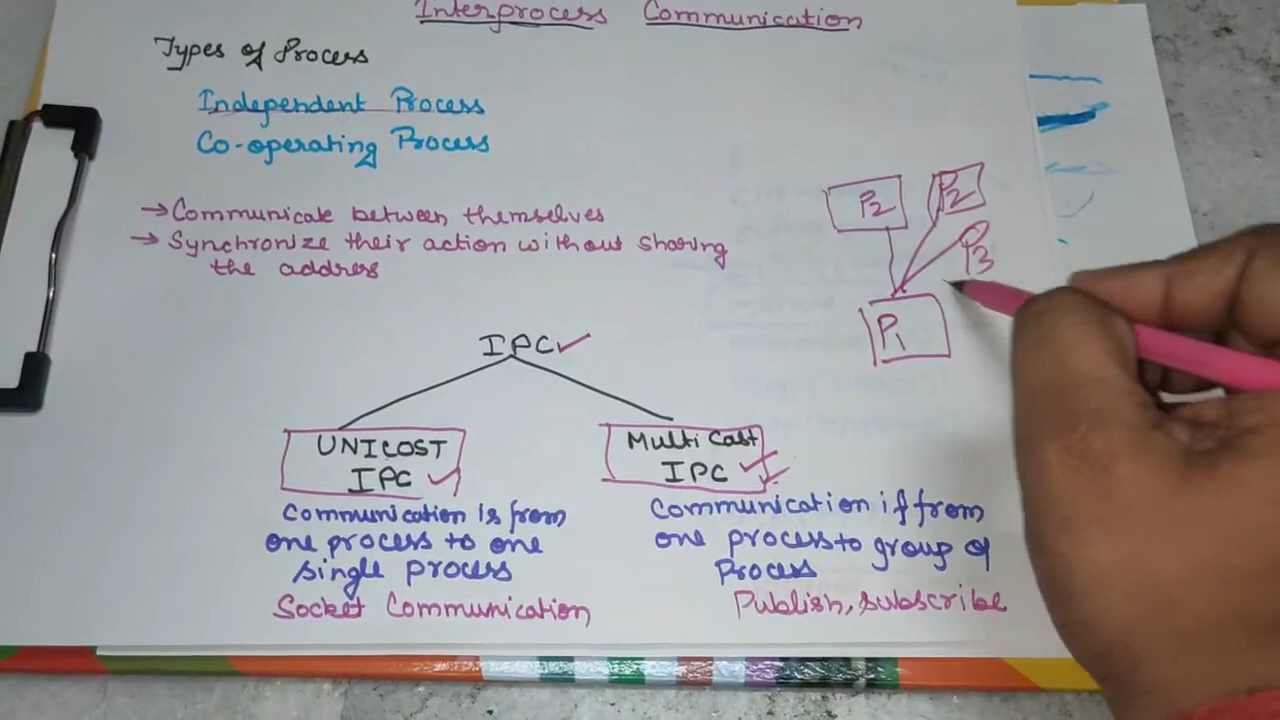 Interprocess Communication
Types of Process
Independent Process
Co-operating Process
→ Communicate between themselves
→ Synchronize their action without sharing
the address
P2
P2
P3
P1
IPC ✓
UNICOST
IPC ✓
Communication is from
one process to one
single process
Socket Communication
Multi Cast
IPC ✓
Communication if from
one process to group of
Process
Publish, subscribe